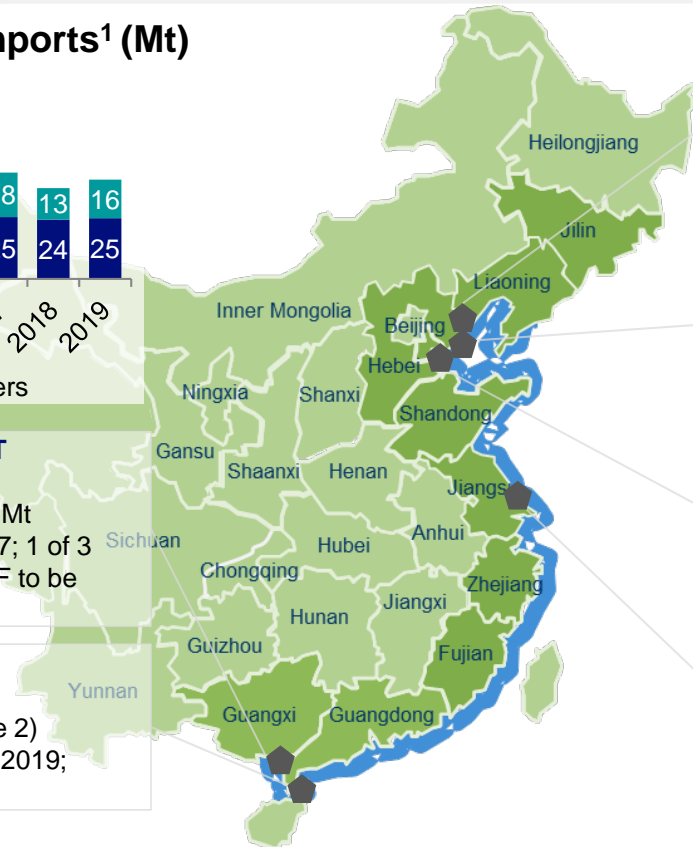 nports¹ (Mt)
8 13 16
5 24 25
2018 2019
ers
T
Mt
7; 1 of 3
F to be
e 2)
2019;
Heilongjiang
Jilin
Liaoning
Inner Mongolia
Beijing
Hebei
Ningxia
Shanxi
Shandong
Gansu
Shaanxi
Henan
Jiangs
Sichuan
Anhui
Hubei
Chongqing
Zhejiang
Hunan
Jiangxi
Guizhou
Fujian
Yunnan
Guangxi
Guangdong